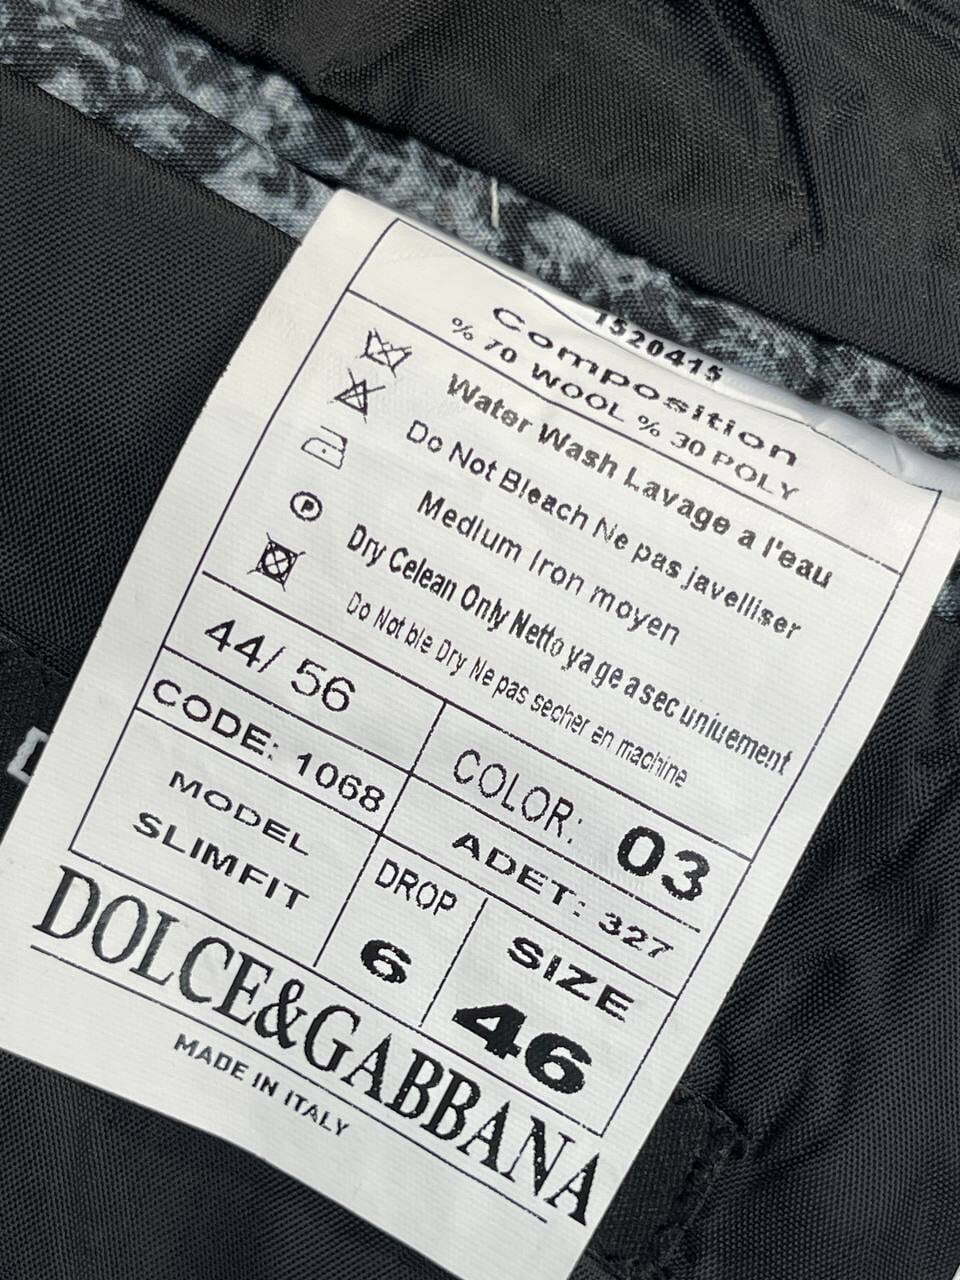 1520415
Composition
% 70 WOOL % 30 POLY
Water Wash Lavage a l'eau
Do Not Bleach Ne pas javelliser
Medium Iron moyen
P
Dry Celean Only Netto ya ge a sec uniuement
Do Not ble Dry Ne pas secher en machine
44/ 56
COLOR: 03
CODE: 1068
ADET: 327
MODEL
SLIMFIT
DROP
6
SIZE
46
DOLCE&GABBANA
MADE IN ITALY